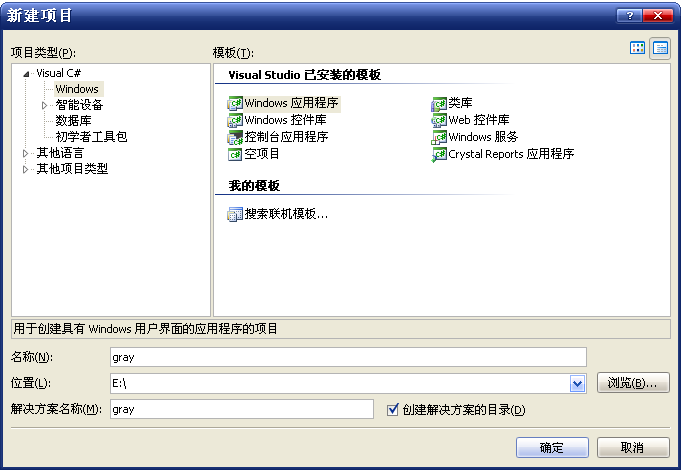 新建项目
项目类型(P):
模板(T):
Visual C#
Windows
智能设备
数据库
初学者工具包
其他语言
其他项目类型
Visual Studio 已安装的模板
Windows 应用程序
类库
Windows 控件库
Web 控件库
控制台应用程序
Windows 服务
空项目
Crystal Reports 应用程序
我的模板
搜索联机模板...
用于创建具有 Windows 用户界面的应用程序的项目
名称(N):
gray
位置(L):
E:\
浏览(B)...
解决方案名称(M):
gray
创建解决方案的目录(D)
确定
取消